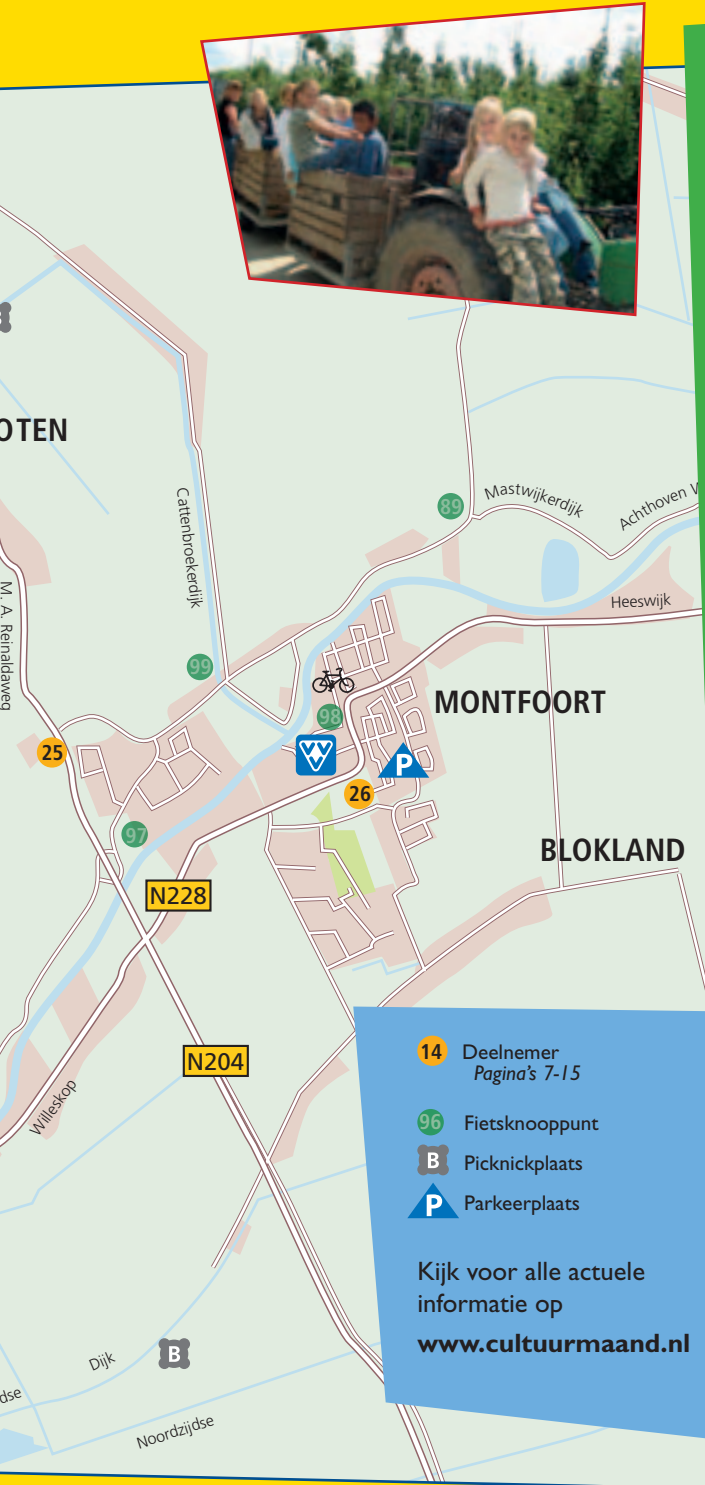 OTEN
Cattenbroekerdijk
89
Mastwijkerdijk
Achthoven
M. A. Reinaldaweg
Heeswijk
99
98
MONTFOORT
25
P
26
97
BLOKLAND
N228
N204
Willeskop
14 Deelnemer
Pagina's 7-15
96 Fietsknooppunt
B Picknickplaats
P Parkeerplaats
Kijk voor alle actuele
informatie op
www.cultuurmaand.nl
Dijk
B
dse
Noordzijdse